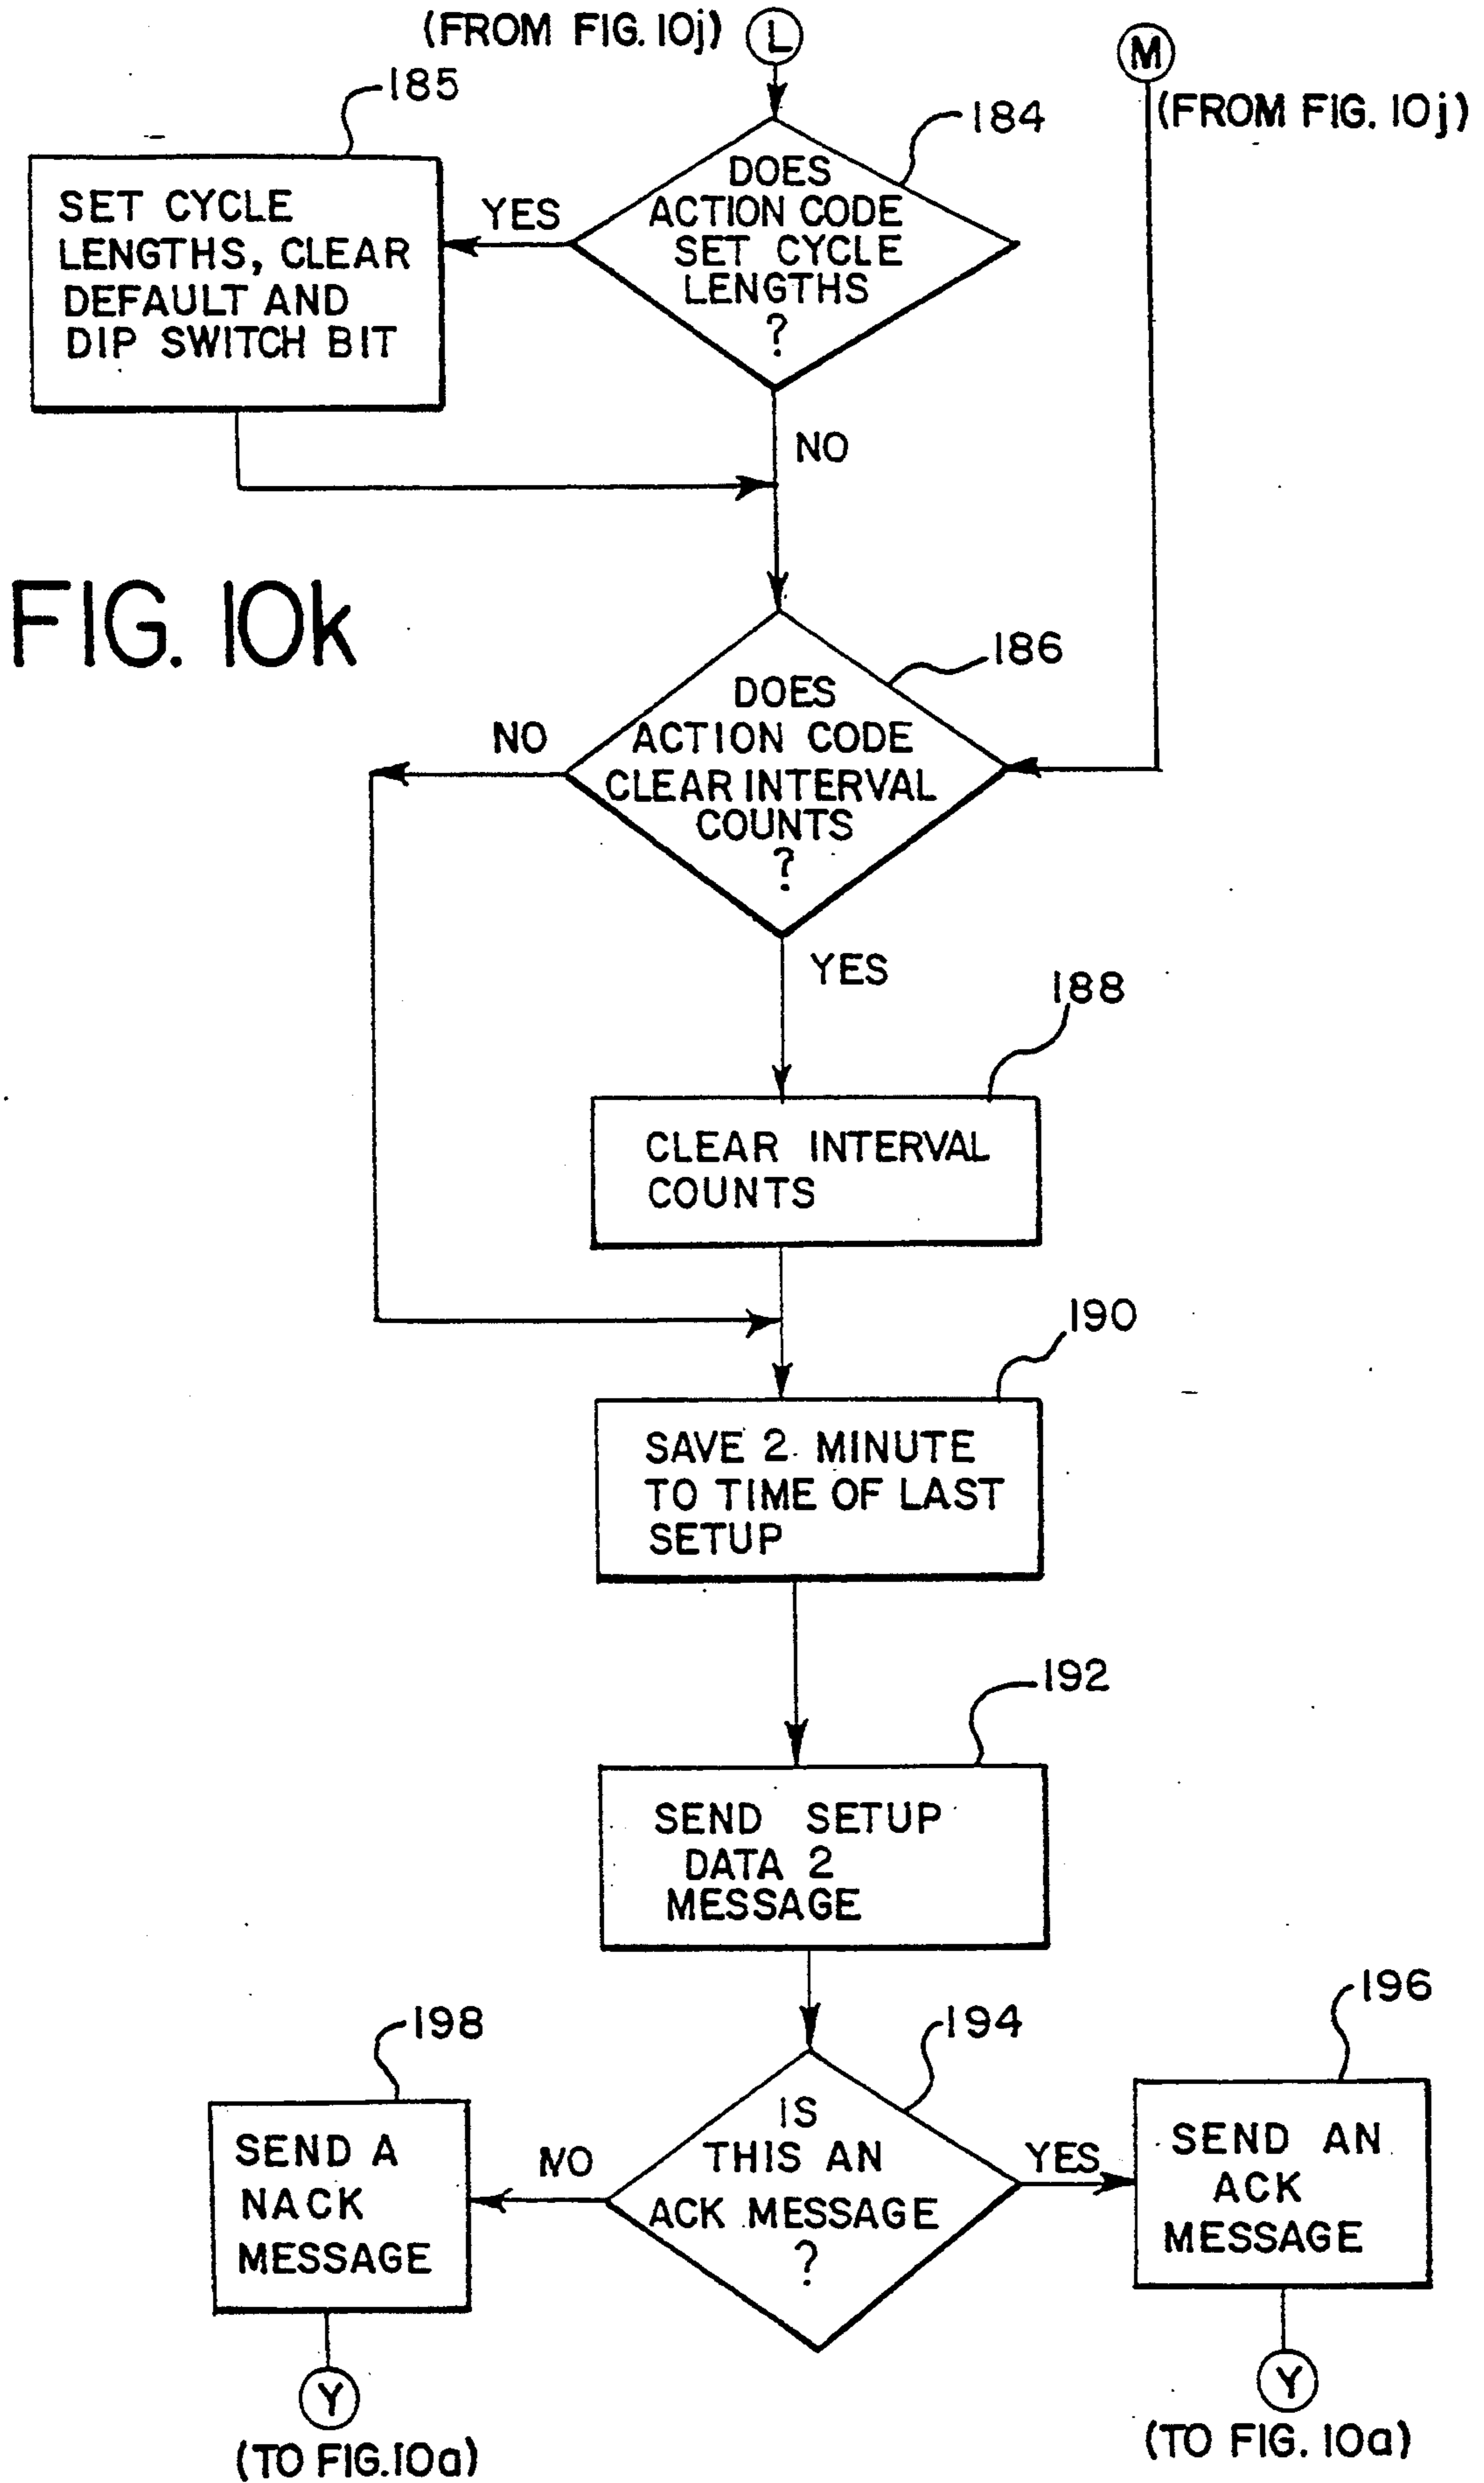 (FROM FIG. 10j) L
M
(FROM FIG. 10j)
185
184
SET CYCLE
LENGTHS, CLEAR
DEFAULT AND
DIP SWITCH BIT
YES
DOES
ACTION CODE
SET CYCLE
LENGTHS
?
NO
FIG. 10k
186
NO
DOES
ACTION CODE
CLEAR INTERVAL
COUNTS
?
YES
188
CLEAR INTERVAL
COUNTS
190
SAVE 2 MINUTE
TO TIME OF LAST
SETUP
192
SEND SETUP
DATA 2
MESSAGE
198
194
196
SEND A
NACK
MESSAGE
NO
IS
THIS AN
ACK MESSAGE
?
YES
SEND AN
ACK
MESSAGE
Y
(TO FIG. 10a)
Y
(TO FIG. 10a)